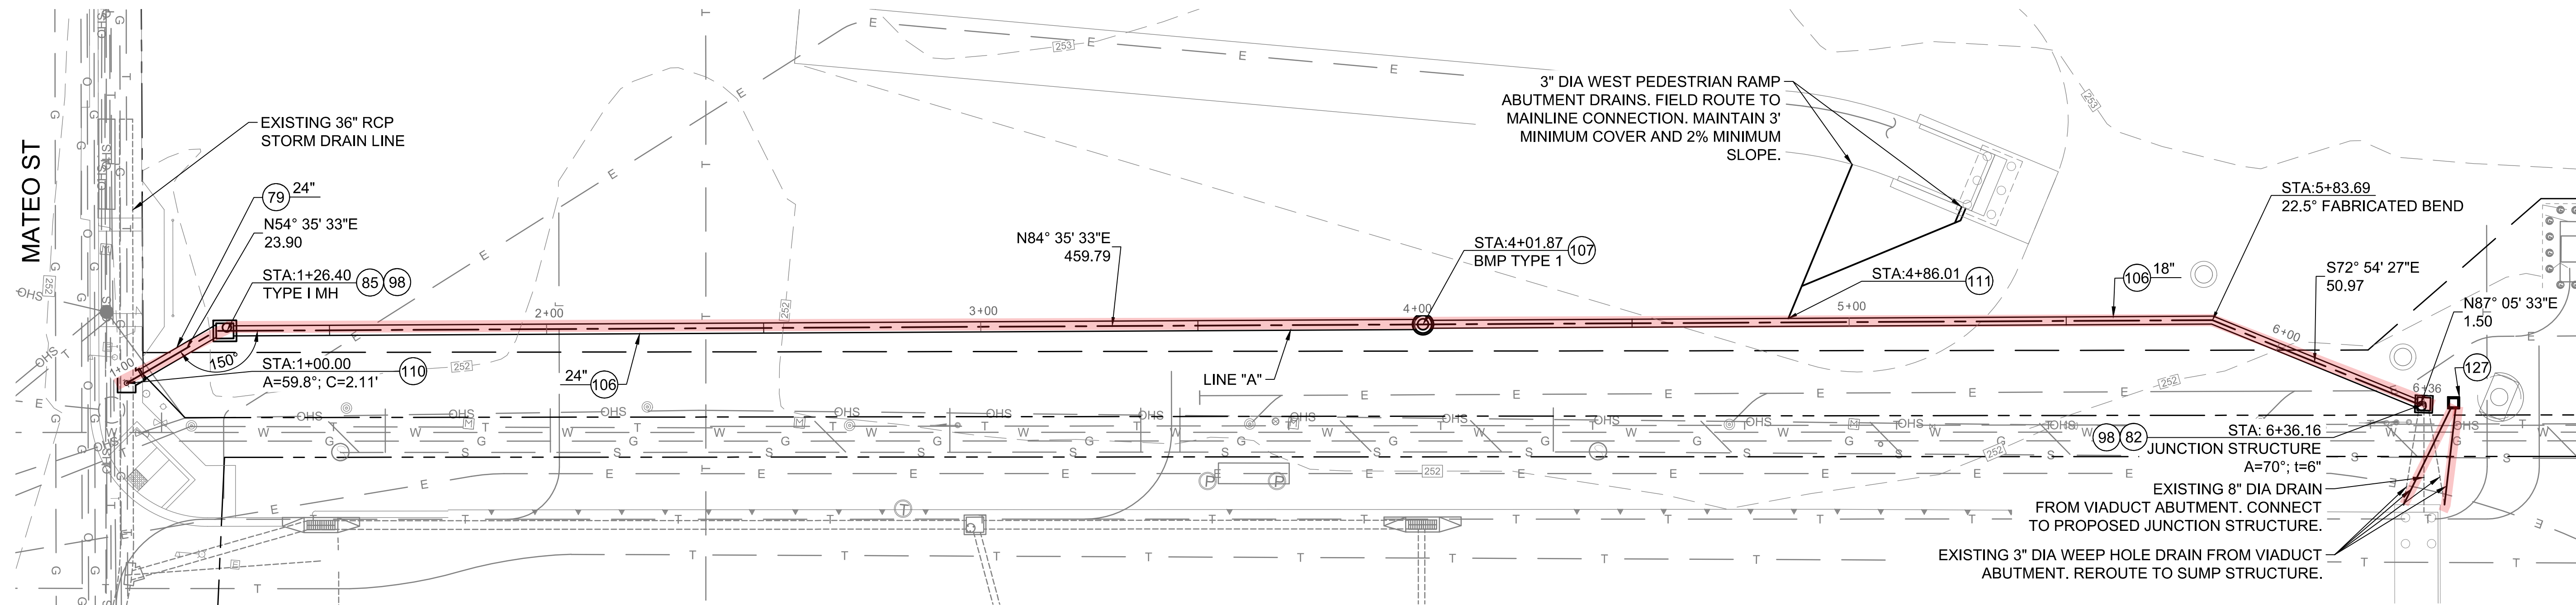 MATEO ST
EXISTING 36" RCP
STORM DRAIN LINE
79 24"
N54° 35' 33"E
23.90
STA:1+26.40 85 98
TYPE I MH
150°
1+00
STA:1+00.00 110
A=59.8°; C=2.11'
24" 106
2+00
3+00
N84° 35' 33"E
459.79
LINE "A"
4+00
STA:4+01.87 107
BMP TYPE 1
3" DIA WEST PEDESTRIAN RAMP
ABUTMENT DRAINS. FIELD ROUTE TO
MAINLINE CONNECTION. MAINTAIN 3'
MINIMUM COVER AND 2% MINIMUM
SLOPE.
STA:4+86.01 111
5+00
106 18"
STA:5+83.69
22.5° FABRICATED BEND
S72° 54' 27"E
50.97
N87° 05' 33"E
1.50
6+00
6+36
127
98 82 STA: 6+36.16
JUNCTION STRUCTURE
A=70°; t=6"
EXISTING 8" DIA DRAIN
FROM VIADUCT ABUTMENT. CONNECT
TO PROPOSED JUNCTION STRUCTURE.
EXISTING 3" DIA WEEP HOLE DRAIN FROM VIADUCT
ABUTMENT. REROUTE TO SUMP STRUCTURE.
253
253
252
252
252
252
252
252